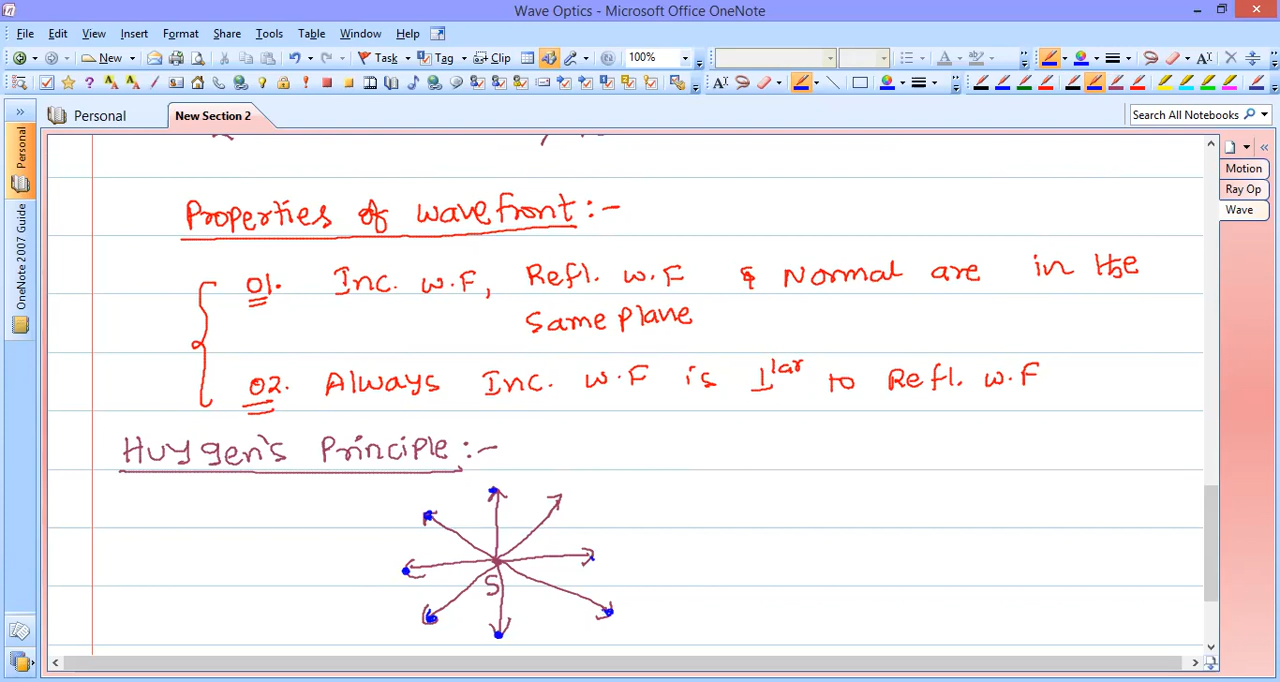 Wave Optics - Microsoft Office OneNote
File Edit View Insert Format Share Tools Table Window Help
New Task Tag Clip 100%
Personal New Section 2 Search All Notebooks
Personal
OneNote 2007 Guide
Motion
Ray Op
Wave
Properties of wavefront :-
01. Inc. W.F, Refl. W.F & Normal are in the
Same plane
02. Always Inc. W.F is ⊥lar to Refl. W.F
Huygen's Principle :-
S